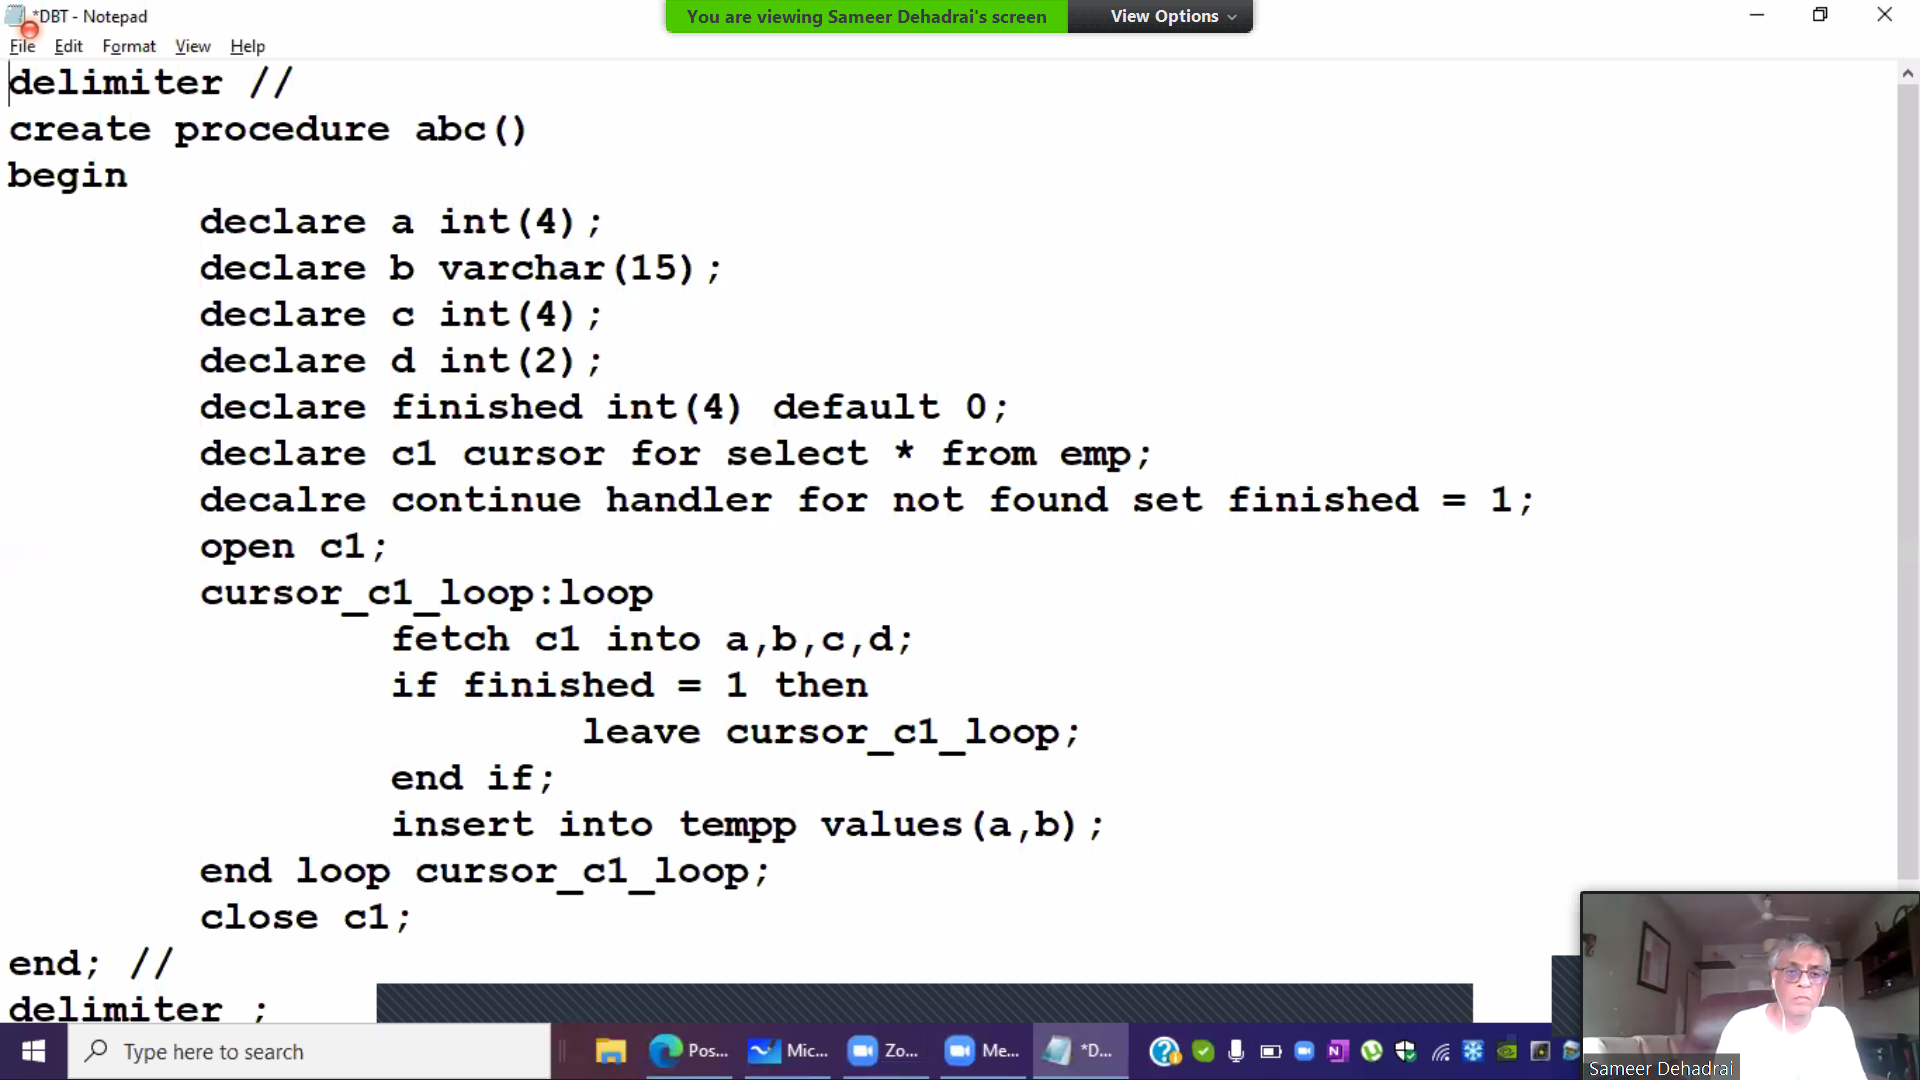 *DBT - Notepad
You are viewing Sameer Dehadrai's screen
View Options
File Edit Format View Help
delimiter //
create procedure abc()
begin
declare a int(4);
declare b varchar(15);
declare c int(4);
declare d int(2);
declare finished int(4) default 0;
declare c1 cursor for select * from emp;
decalre continue handler for not found set finished = 1;
open c1;
cursor_c1_loop:loop
fetch c1 into a,b,c,d;
if finished = 1 then
leave cursor_c1_loop;
end if;
insert into tempp values(a,b);
end loop cursor_c1_loop;
close c1;
end; //
delimiter ;
Type here to search
Pos...
Mic...
Zo...
Me...
*D...
Sameer Dehadrai